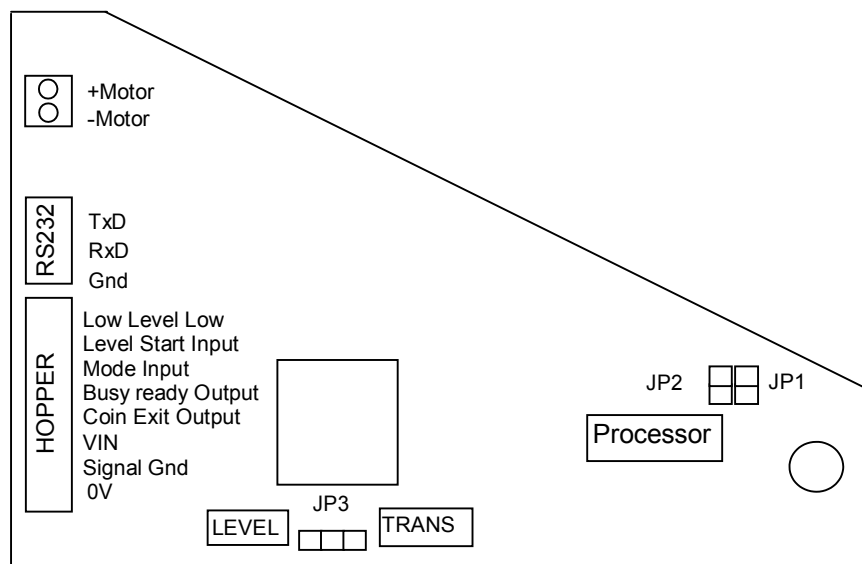 +Motor
-Motor
RS232
TxD
RxD
Gnd
HOPPER
Low Level Low
Level Start Input
Mode Input
Busy ready Output
Coin Exit Output
VIN
Signal Gnd
0V
JP2
JP1
Processor
JP3
LEVEL
TRANS